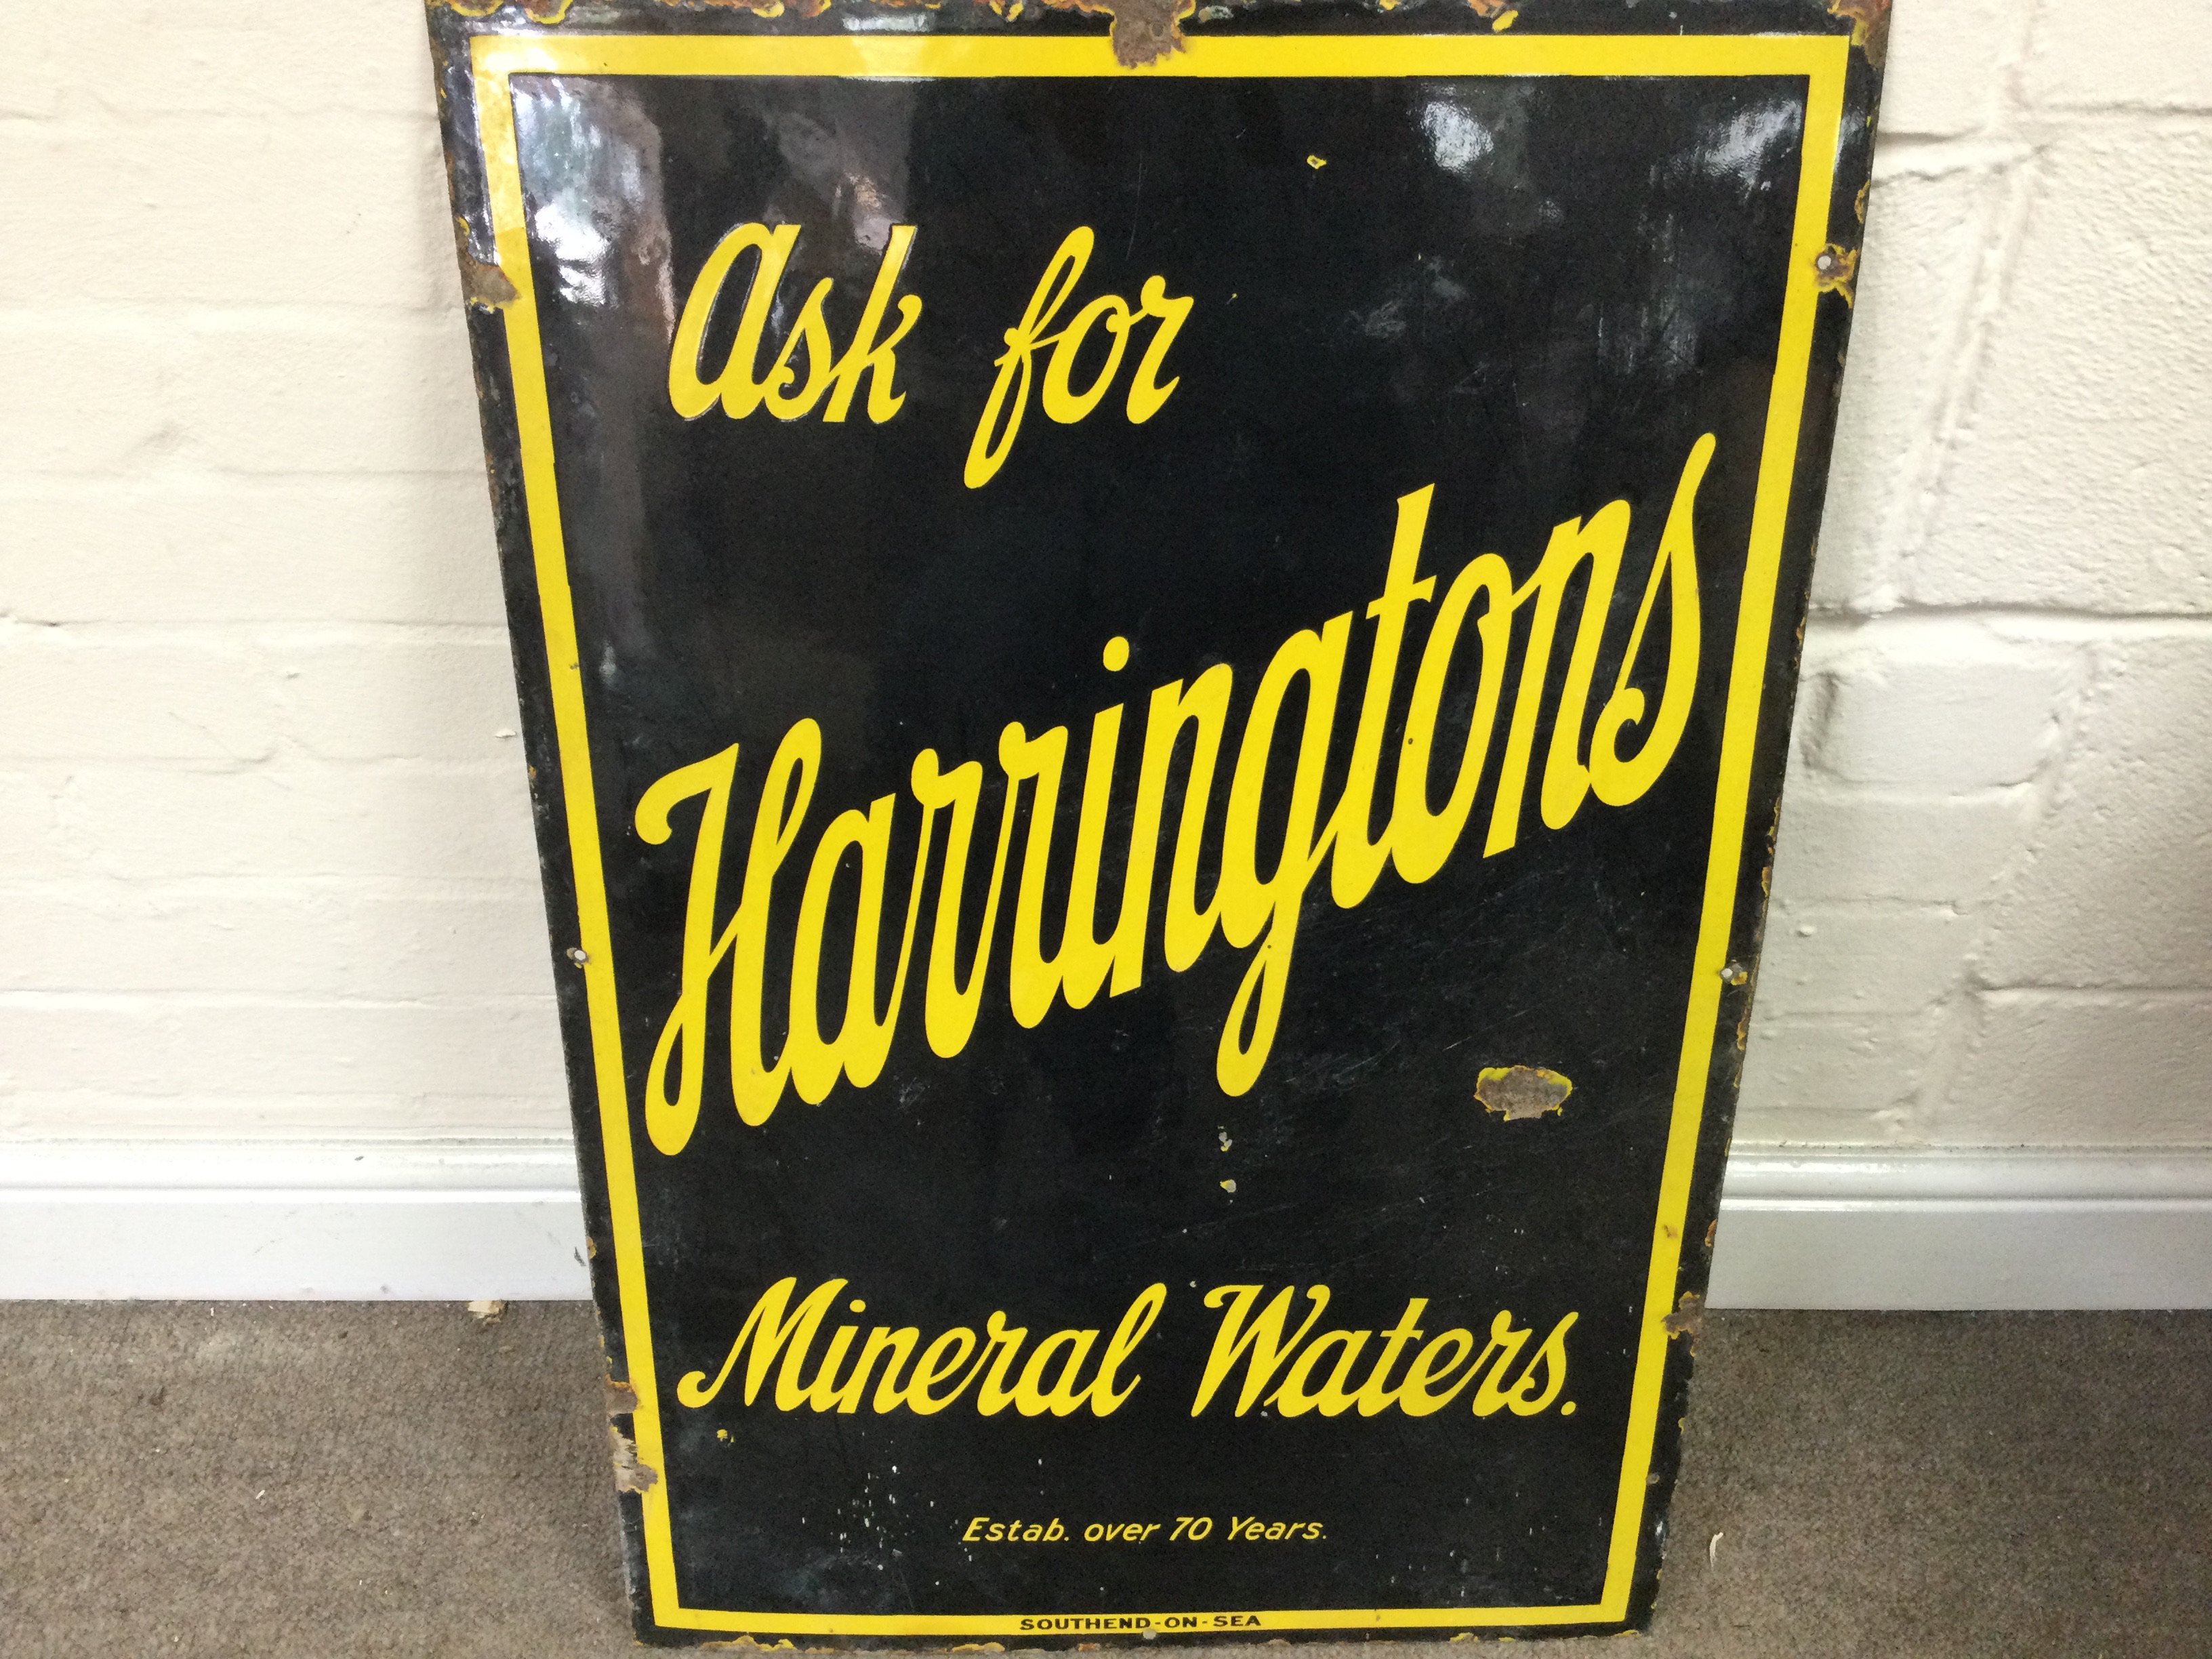 Ask for
Harringtons
Mineral Waters.
Estab. over 70 Years.
SOUTHEND-ON-SEA